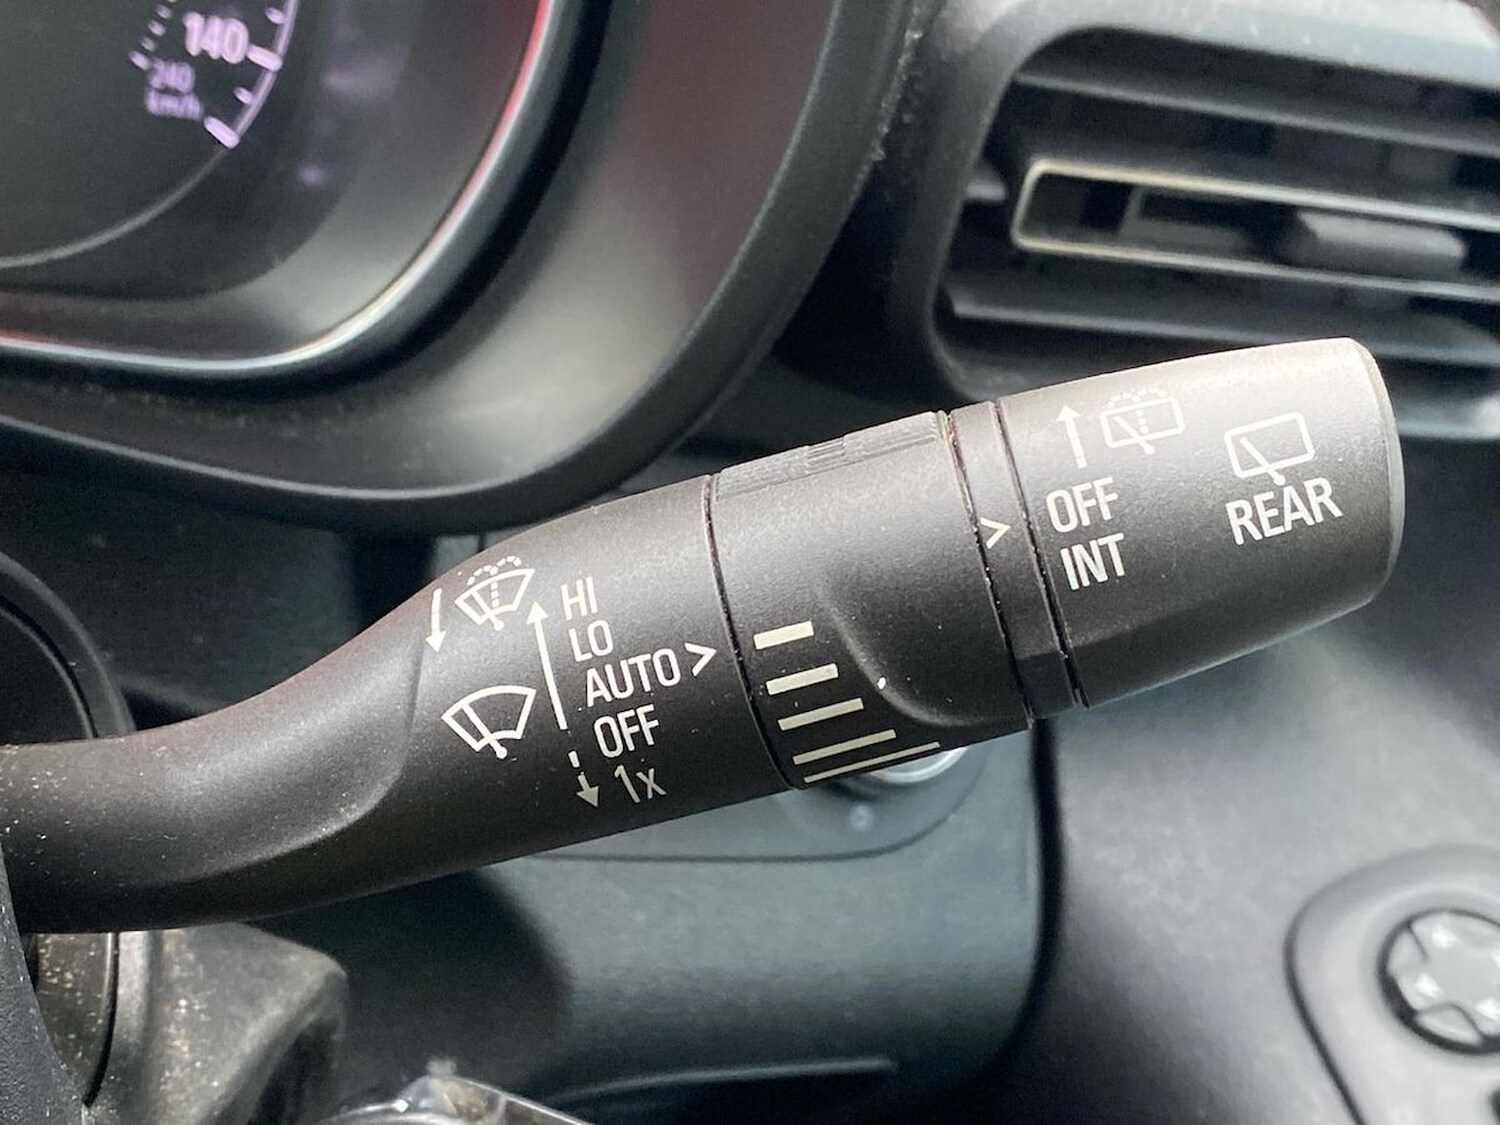 140
240
km/h
HI
LO
AUTO >
OFF
1x
>
OFF
INT
REAR